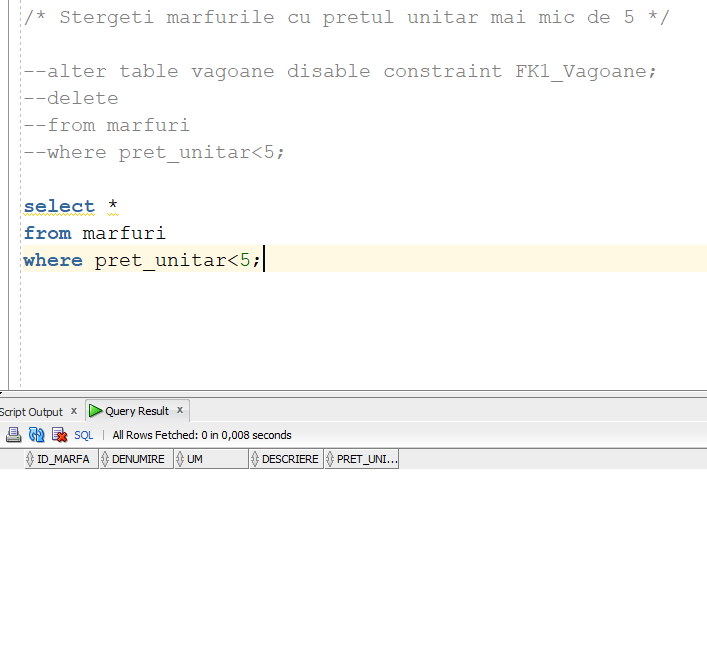 /* Stergeti marfurile cu pretul unitar mai mic de 5 */
--alter table vagoane disable constraint FK1_Vagoane;
--delete
--from marfuri
--where pret_unitar<5;
select *
from marfuri
where pret_unitar<5;
Script Output x Query Result x
SQL | All Rows Fetched: 0 in 0,008 seconds
ID_MARFA DENUMIRE UM DESCRIERE PRET_UNI...